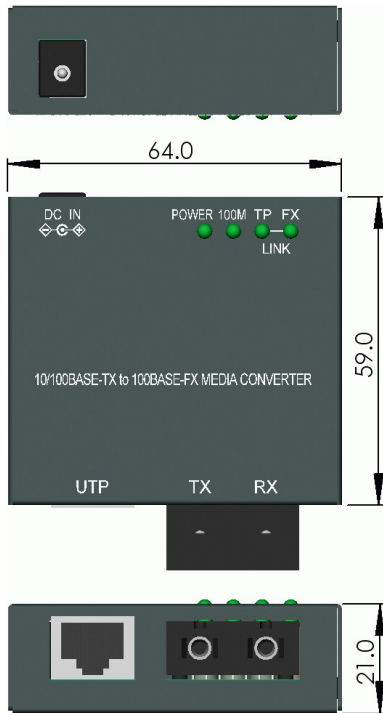 64.0
DC IN
POWER 100M TP FX
LINK
59.0
10/100BASE-TX to 100BASE-FX MEDIA CONVERTER
UTP TX RX
21.0